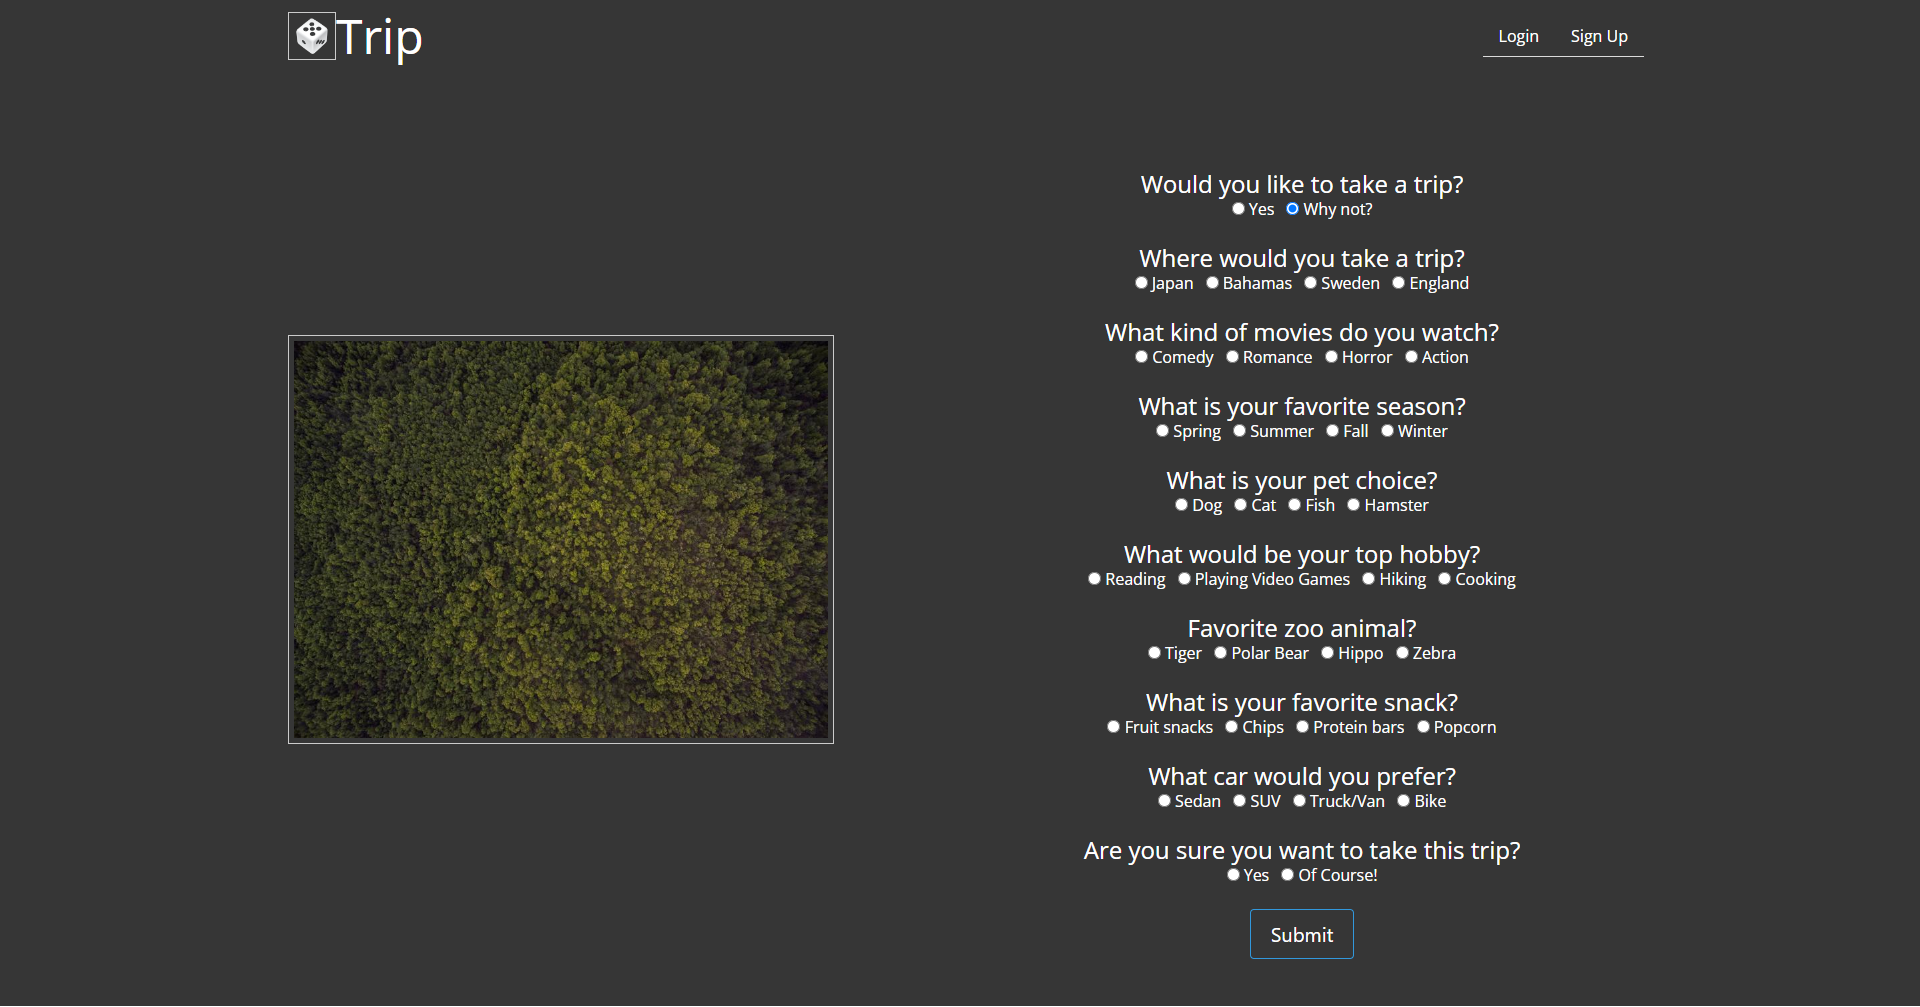 Trip
Login Sign Up
Would you like to take a trip?
Yes Why not?
Where would you take a trip?
Japan Bahamas Sweden England
What kind of movies do you watch?
Comedy Romance Horror Action
What is your favorite season?
Spring Summer Fall Winter
What is your pet choice?
Dog Cat Fish Hamster
What would be your top hobby?
Reading Playing Video Games Hiking Cooking
Favorite zoo animal?
Tiger Polar Bear Hippo Zebra
What is your favorite snack?
Fruit snacks Chips Protein bars Popcorn
What car would you prefer?
Sedan SUV Truck/Van Bike
Are you sure you want to take this trip?
Yes Of Course!
Submit